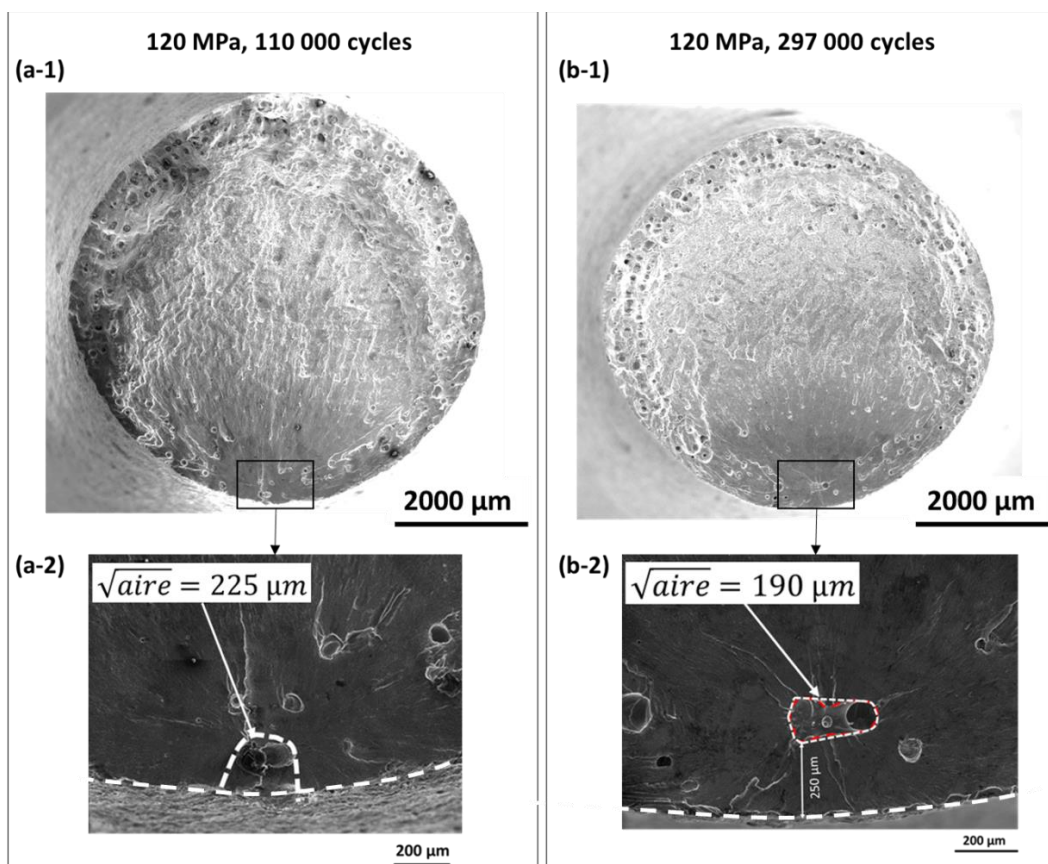 120 MPa, 110 000 cycles
(a-1)
2000 µm
(a-2)
√aire = 225 µm
200 µm
120 MPa, 297 000 cycles
(b-1)
2000 µm
(b-2)
√aire = 190 µm
250 µm
200 µm